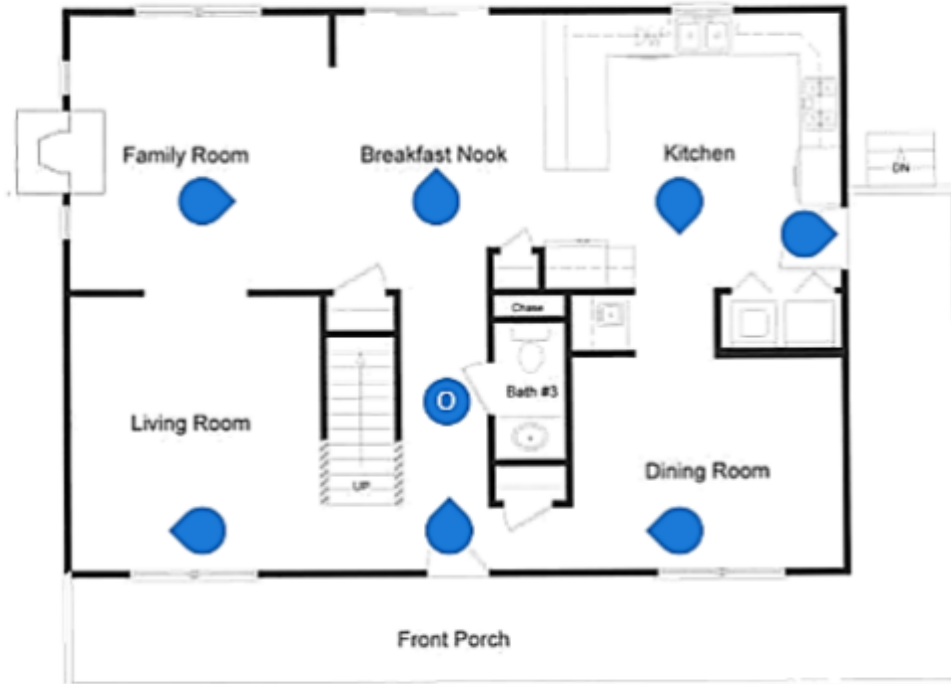 Family Room
Breakfast Nook
Kitchen
DN
Chase
Bath #3
O
Living Room
UP
Dining Room
Front Porch